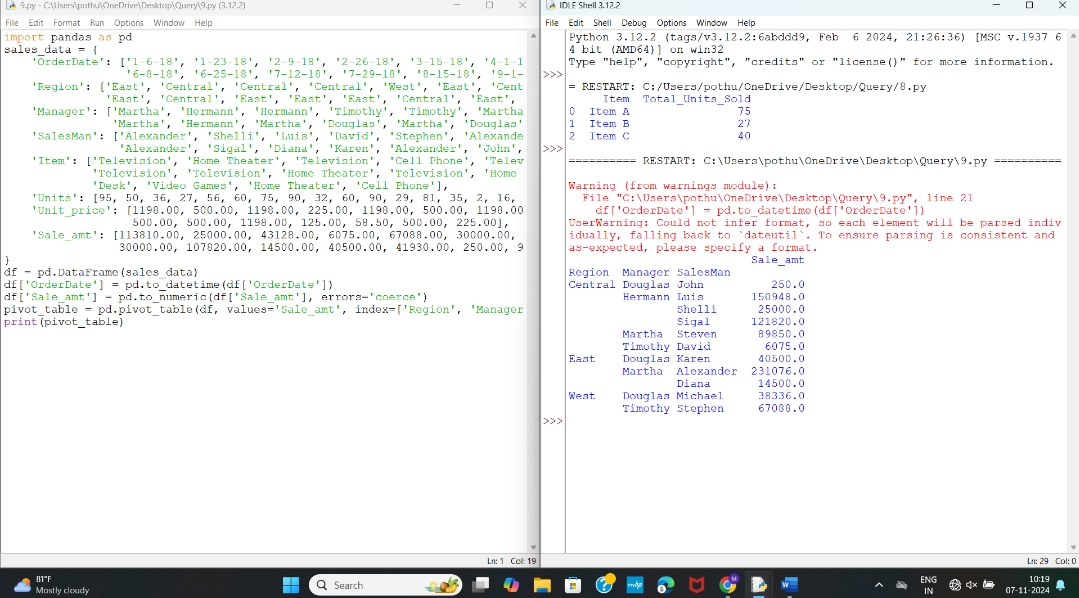 9.py - C:\Users\pothu\OneDrive\Desktop\Query\9.py (3.12.2)
File Edit Format Run Options Window Help
import pandas as pd
sales_data = {
    'OrderDate': ['1-6-18', '1-23-18', '2-9-18', '2-26-18', '3-15-18', '4-1-1
                  '6-8-18', '6-25-18', '7-12-18', '7-29-18', '8-15-18', '9-1-
    'Region': ['East', 'Central', 'Central', 'Central', 'West', 'East', 'Cent
               'East', 'Central', 'East', 'East', 'East', 'Central', 'East',
    'Manager': ['Martha', 'Hermann', 'Hermann', 'Timothy', 'Timothy', 'Martha
                'Martha', 'Hermann', 'Martha', 'Douglas', 'Martha', 'Douglas'
    'SalesMan': ['Alexander', 'Shelli', 'Luis', 'David', 'Stephen', 'Alexande
                 'Alexander', 'Sigal', 'Diana', 'Karen', 'Alexander', 'John',
    'Item': ['Television', 'Home Theater', 'Television', 'Cell Phone', 'Telev
             'Television', 'Television', 'Home Theater', 'Television', 'Home
             'Desk', 'Video Games', 'Home Theater', 'Cell Phone'],
    'Units': [95, 50, 36, 27, 56, 60, 75, 90, 32, 60, 90, 29, 81, 35, 2, 16,
    'Unit_price': [1198.00, 500.00, 1198.00, 225.00, 1198.00, 500.00, 1198.00
                   500.00, 500.00, 1198.00, 125.00, 58.50, 500.00, 225.00],
    'Sale_amt': [113810.00, 25000.00, 43128.00, 6075.00, 67088.00, 30000.00,
                 30000.00, 107820.00, 14500.00, 40500.00, 41930.00, 250.00, 9
}
df = pd.DataFrame(sales_data)
df['OrderDate'] = pd.to_datetime(df['OrderDate'])
df['Sale_amt'] = pd.to_numeric(df['Sale_amt'], errors='coerce')
pivot_table = pd.pivot_table(df, values='Sale_amt', index=['Region', 'Manager
print(pivot_table)
Ln: 1 Col: 19
IDLE Shell 3.12.2
File Edit Shell Debug Options Window Help
Python 3.12.2 (tags/v3.12.2:6abddd9, Feb  6 2024, 21:26:36) [MSC v.1937 6
4 bit (AMD64)] on win32
Type "help", "copyright", "credits" or "license()" for more information.
>>>
= RESTART: C:/Users/pothu/OneDrive/Desktop/Query/8.py
     Item  Total_Units_Sold
0  Item A                75
1  Item B                27
2  Item C                40
>>>
========== RESTART: C:\Users\pothu\OneDrive\Desktop\Query\9.py ==========
Warning (from warnings module):
  File "C:\Users\pothu\OneDrive\Desktop\Query\9.py", line 21
    df['OrderDate'] = pd.to_datetime(df['OrderDate'])
UserWarning: Could not infer format, so each element will be parsed indiv
idually, falling back to `dateutil`. To ensure parsing is consistent and
as-expected, please specify a format.
                           Sale_amt
Region  Manager SalesMan
Central Douglas John          250.0
        Hermann Luis       150948.0
                Shelli      25000.0
                Sigal      121820.0
        Martha  Steven      89850.0
        Timothy David        6075.0
East    Douglas Karen       40500.0
        Martha  Alexander  231076.0
                Diana       14500.0
West    Douglas Michael     38336.0
        Timothy Stephen     67088.0
>>>
Ln: 29 Col: 0
81°F
Mostly cloudy
Search
ENG
IN
10:19
07-11-2024